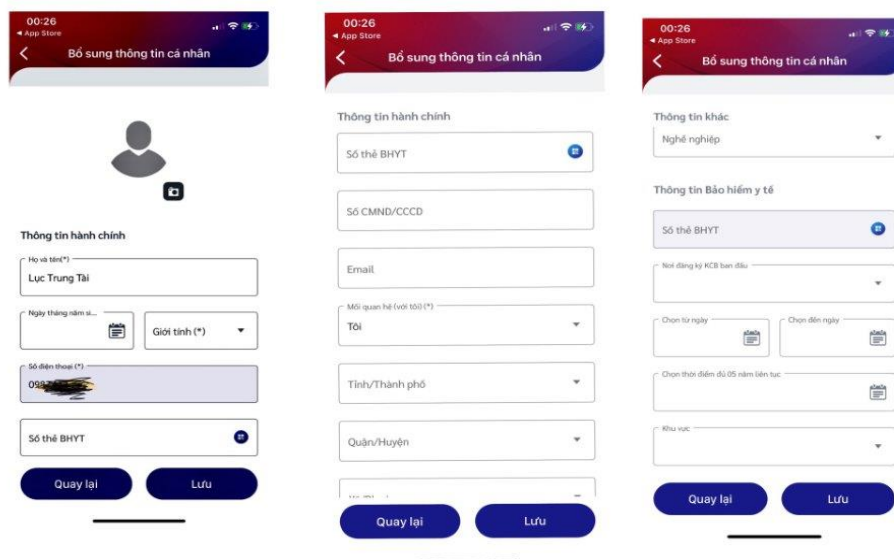 00:26
App Store
Bổ sung thông tin cá nhân
Thông tin hành chính
Họ và tên(*)
Lục Trung Tài
Ngày tháng năm si...
Giới tính (*)
Số điện thoại (*)
Số thẻ BHYT
Quay lại
Lưu
00:26
App Store
Bổ sung thông tin cá nhân
Thông tin hành chính
Số thẻ BHYT
Số CMND/CCCD
Email
Mối quan hệ (với tôi) (*)
Tôi
Tỉnh/Thành phố
Quận/Huyện
Quay lại
Lưu
00:26
App Store
Bổ sung thông tin cá nhân
Thông tin khác
Nghề nghiệp
Thông tin Bảo hiểm y tế
Số thẻ BHYT
Nơi đăng ký KCB ban đầu
Chọn từ ngày
Chọn đến ngày
Chọn thời điểm đủ 05 năm liên tục
Khu vực
Quay lại
Lưu